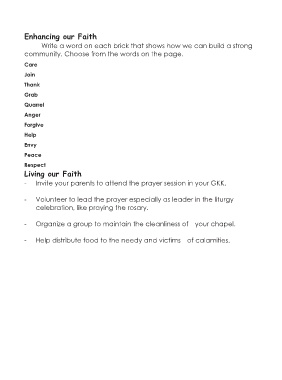 Enhancing our Faith
Write a word on each brick that shows how we can build a strong
community. Choose from the words on the page.
Care
Join
Thank
Grab
Quarrel
Anger
Forgive
Help
Envy
Peace
Respect
Living our Faith
- Invite your parents to attend the prayer session in your GKK.
- Volunteer to lead the prayer especially as leader in the liturgy
celebration, like praying the rosary.
- Organize a group to maintain the cleanliness of your chapel.
- Help distribute food to the needy and victims of calamities.